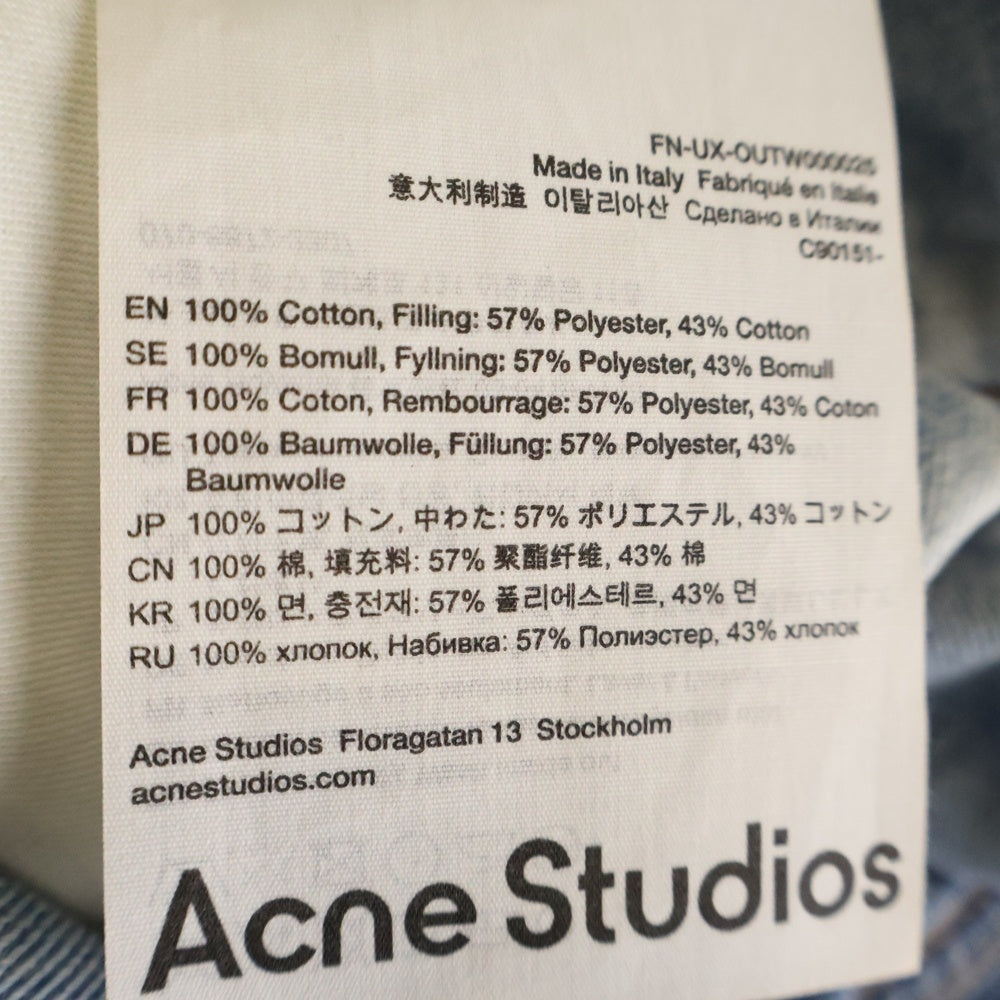 FN-UX-OUTW000025
Made in Italy Fabriqué en Italie
意大利制造 이탈리아산 Сделано в Италии
C90151-
EN 100% Cotton, Filling: 57% Polyester, 43% Cotton
SE 100% Bomull, Fyllning: 57% Polyester, 43% Bomull
FR 100% Coton, Rembourrage: 57% Polyester, 43% Coton
DE 100% Baumwolle, Füllung: 57% Polyester, 43%
Baumwolle
JP 100% コットン, 中わた: 57% ポリエステル, 43% コットン
CN 100% 棉, 填充料: 57% 聚酯纤维, 43% 棉
KR 100% 면, 충전재: 57% 폴리에스테르, 43% 면
RU 100% хлопок, Набивка: 57% Полиэстер, 43% хлопок
Acne Studios Floragatan 13 Stockholm
acnestudios.com
Acne Studios